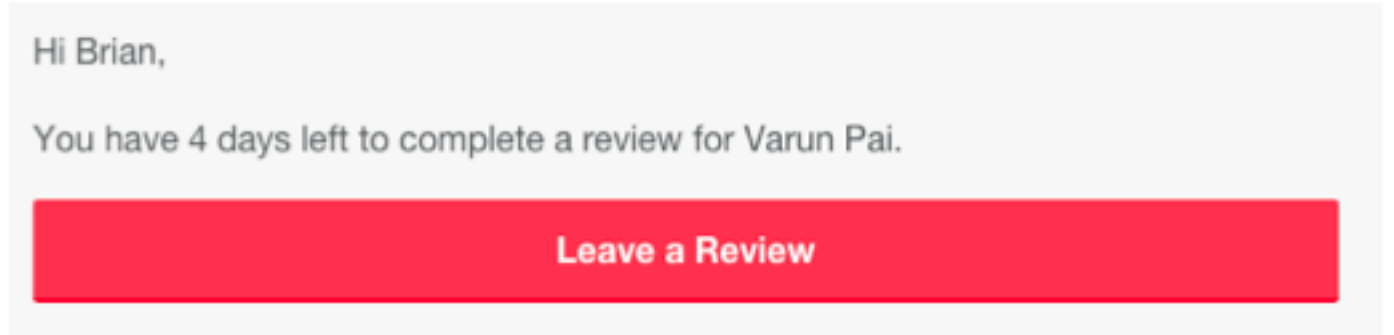 Hi Brian,
You have 4 days left to complete a review for Varun Pai.
Leave a Review